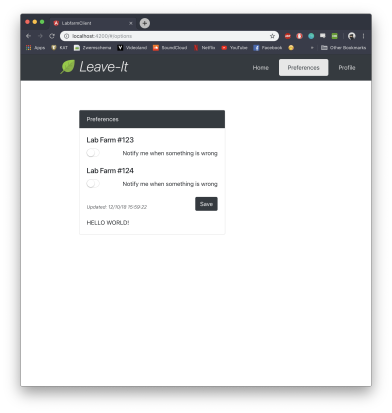 LabfarmClient
localhost:4200/#/options
Apps KAT Zwemschema Videoland SoundCloud Netflix YouTube Facebook » Other Bookmarks
Leave-It Home Preferences Profile
Preferences
Lab Farm #123
Notify me when something is wrong
Lab Farm #124
Notify me when something is wrong
Updated: 12/10/18 15:59:22 Save
HELLO WORLD!